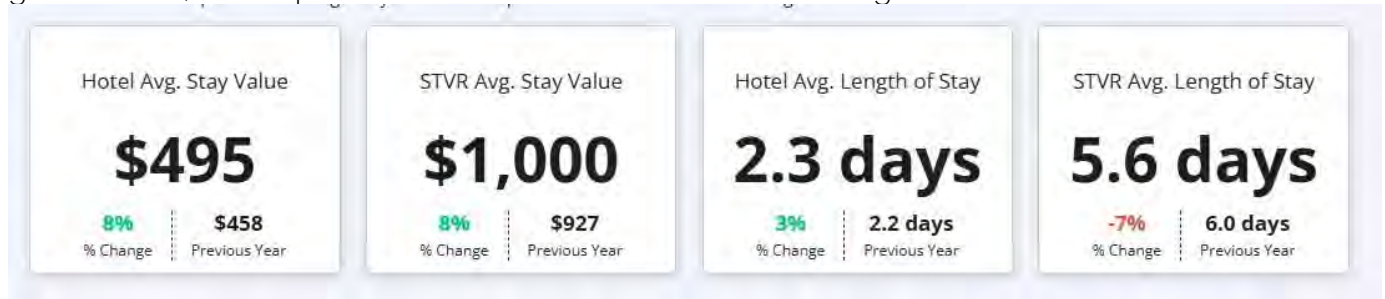 Hotel Avg. Stay Value
$495
8% $458
% Change Previous Year
STVR Avg. Stay Value
$1,000
8% $927
% Change Previous Year
Hotel Avg. Length of Stay
2.3 days
3% 2.2 days
% Change Previous Year
STVR Avg. Length of Stay
5.6 days
-7% 6.0 days
% Change Previous Year